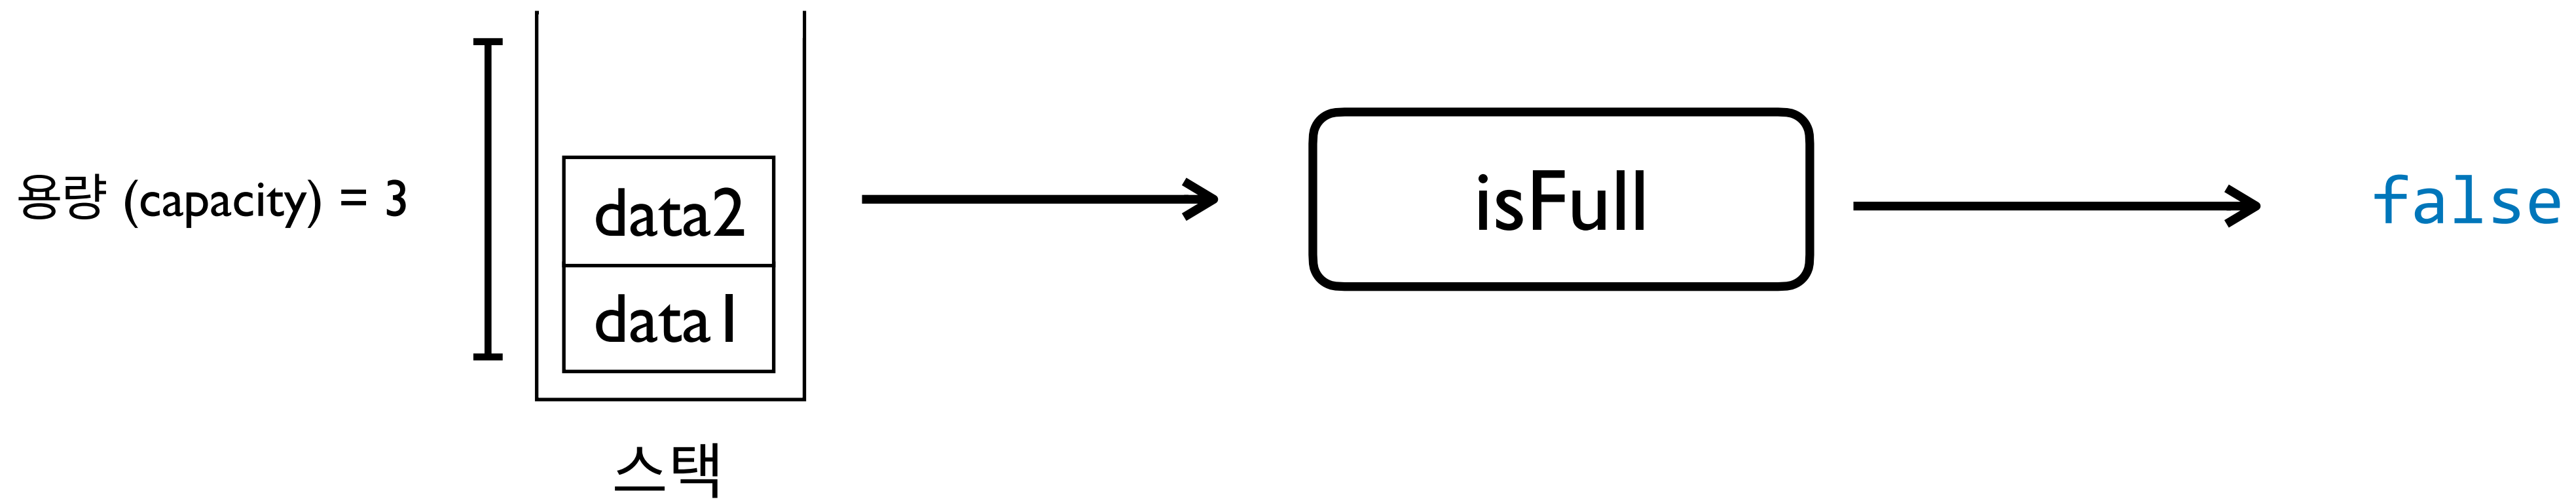 용량 (capacity) = 3
data2
data1
스택
isFull
false